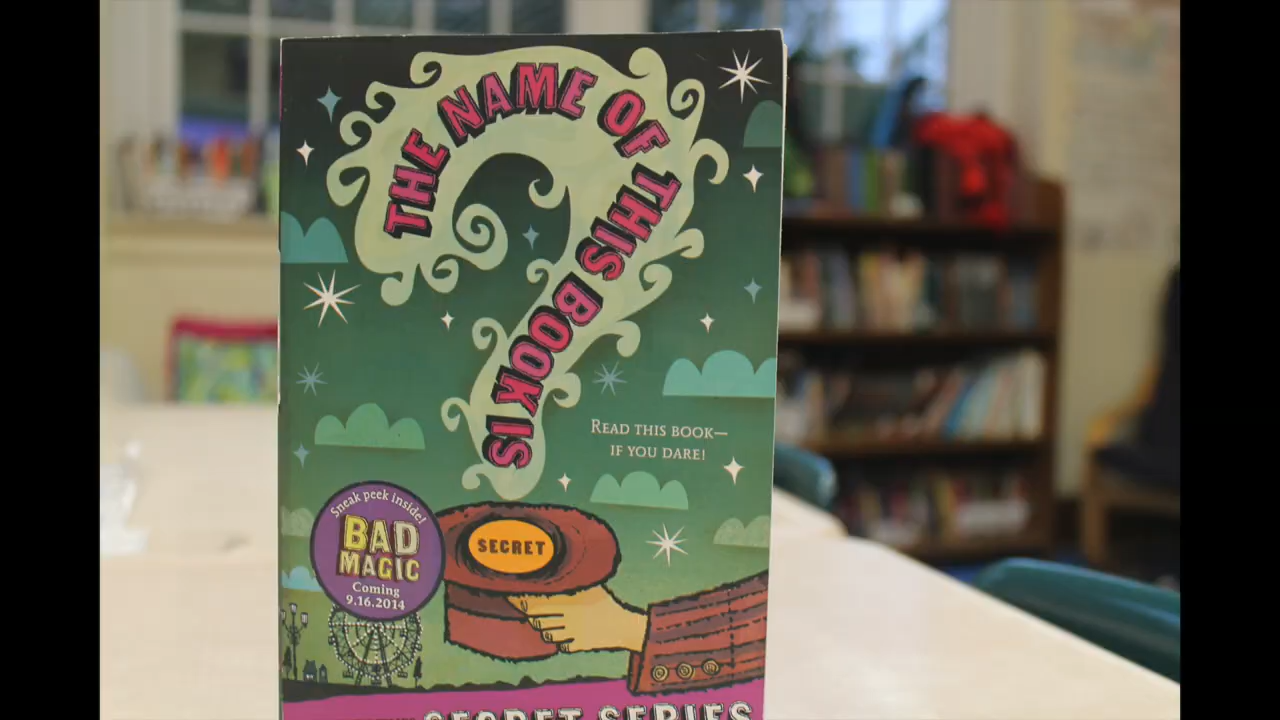 THE NAME OF THIS BOOK IS
READ THIS BOOK—
IF YOU DARE!
SECRET
Sneak peek inside!
BAD
MAGIC
Coming
9.16.2014
SECRET SERIES